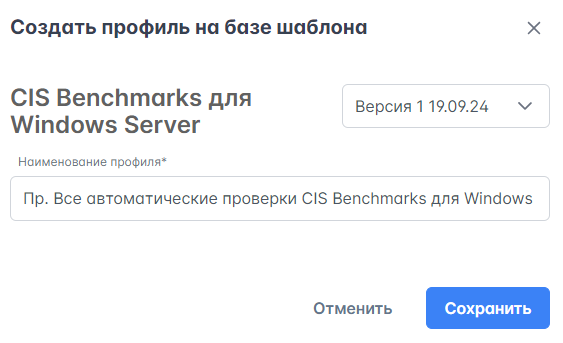 Создать профиль на базе шаблона
CIS Benchmarks для
Windows Server
Версия 1 19.09.24
Наименование профиля*
Пр. Все автоматические проверки CIS Benchmarks для Windows
Отменить
Сохранить